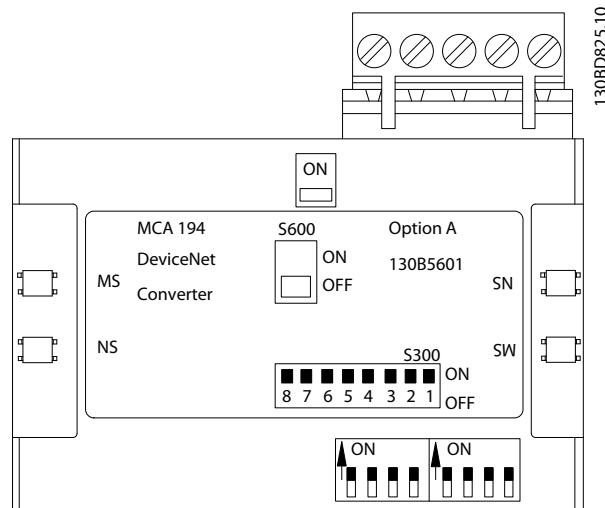 130BD825.10
ON
MCA 194
DeviceNet
Converter
S600
ON
OFF
Option A
130B5601
MS
NS
SN
SW
S300
ON
8 7 6 5 4 3 2 1
OFF
ON
ON